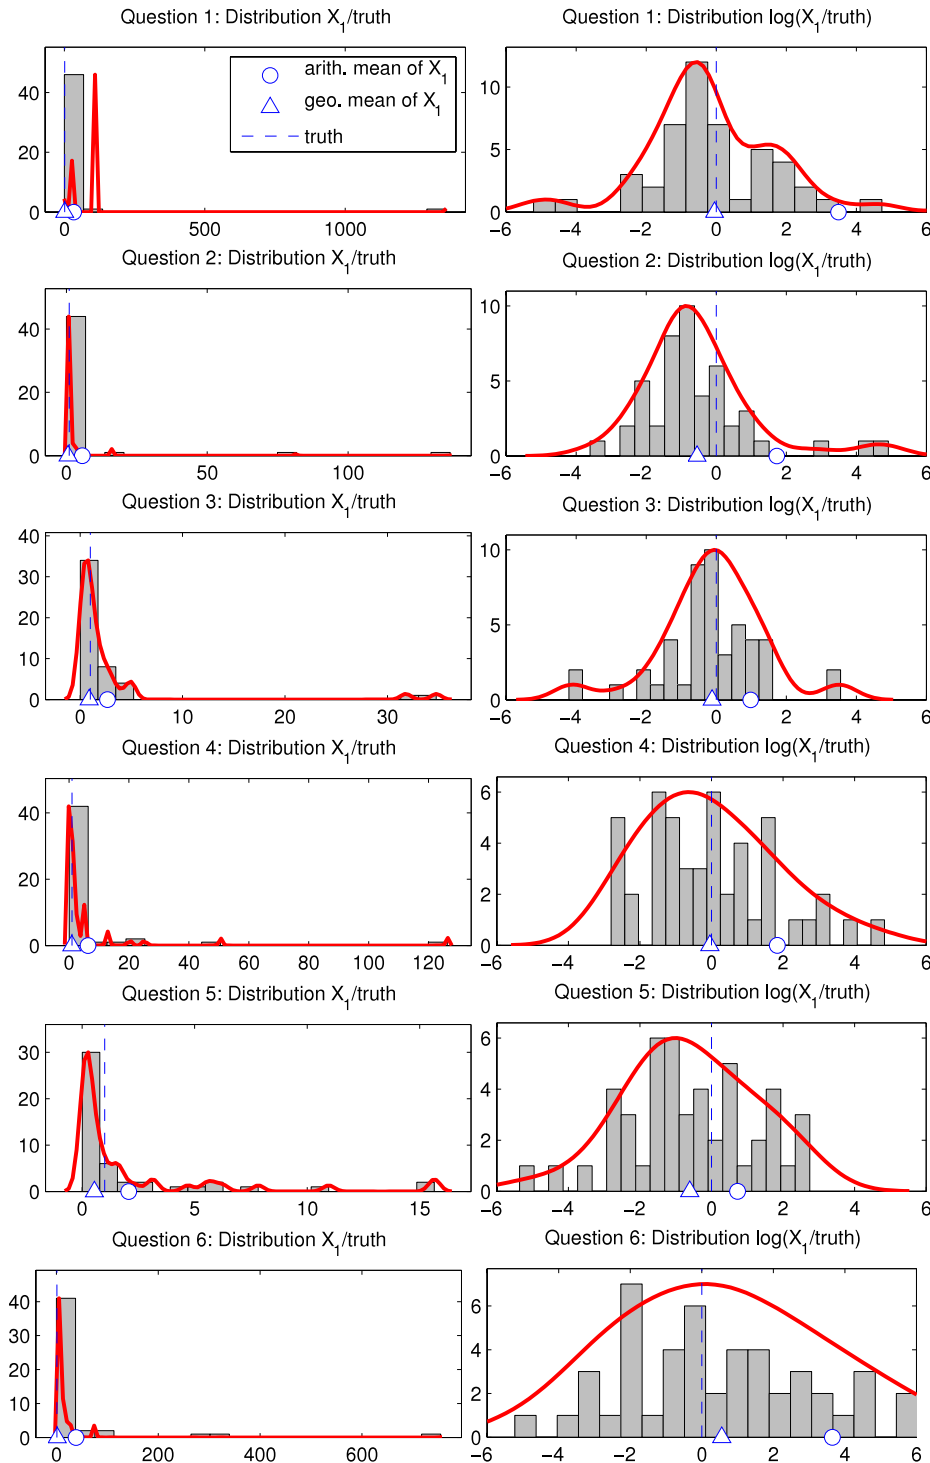 Question 1: Distribution X1/truth
40
20
0
0 500 1000
arith. mean of X1
geo. mean of X1
truth
Question 1: Distribution log(X1/truth)
10
5
0
−6 −4 −2 0 2 4 6
Question 2: Distribution X1/truth
40
20
0
0 50 100
Question 2: Distribution log(X1/truth)
10
5
0
−6 −4 −2 0 2 4 6
Question 3: Distribution X1/truth
40
30
20
10
0
0 10 20 30
Question 3: Distribution log(X1/truth)
10
5
0
−6 −4 −2 0 2 4 6
Question 4: Distribution X1/truth
40
20
0
0 20 40 60 80 100 120
Question 4: Distribution log(X1/truth)
6
4
2
0
−6 −4 −2 0 2 4 6
Question 5: Distribution X1/truth
30
20
10
0
0 5 10 15
Question 5: Distribution log(X1/truth)
6
4
2
0
−6 −4 −2 0 2 4 6
Question 6: Distribution X1/truth
40
30
20
10
0
0 200 400 600
Question 6: Distribution log(X1/truth)
6
4
2
0
−6 −4 −2 0 2 4 6